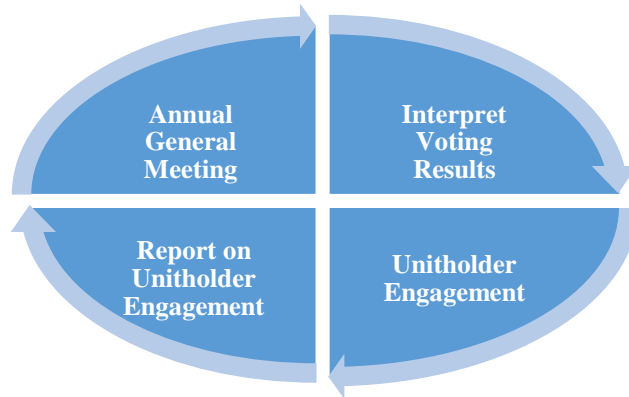 Annual
General
Meeting
Interpret
Voting
Results
Report on
Unitholder
Engagement
Unitholder
Engagement